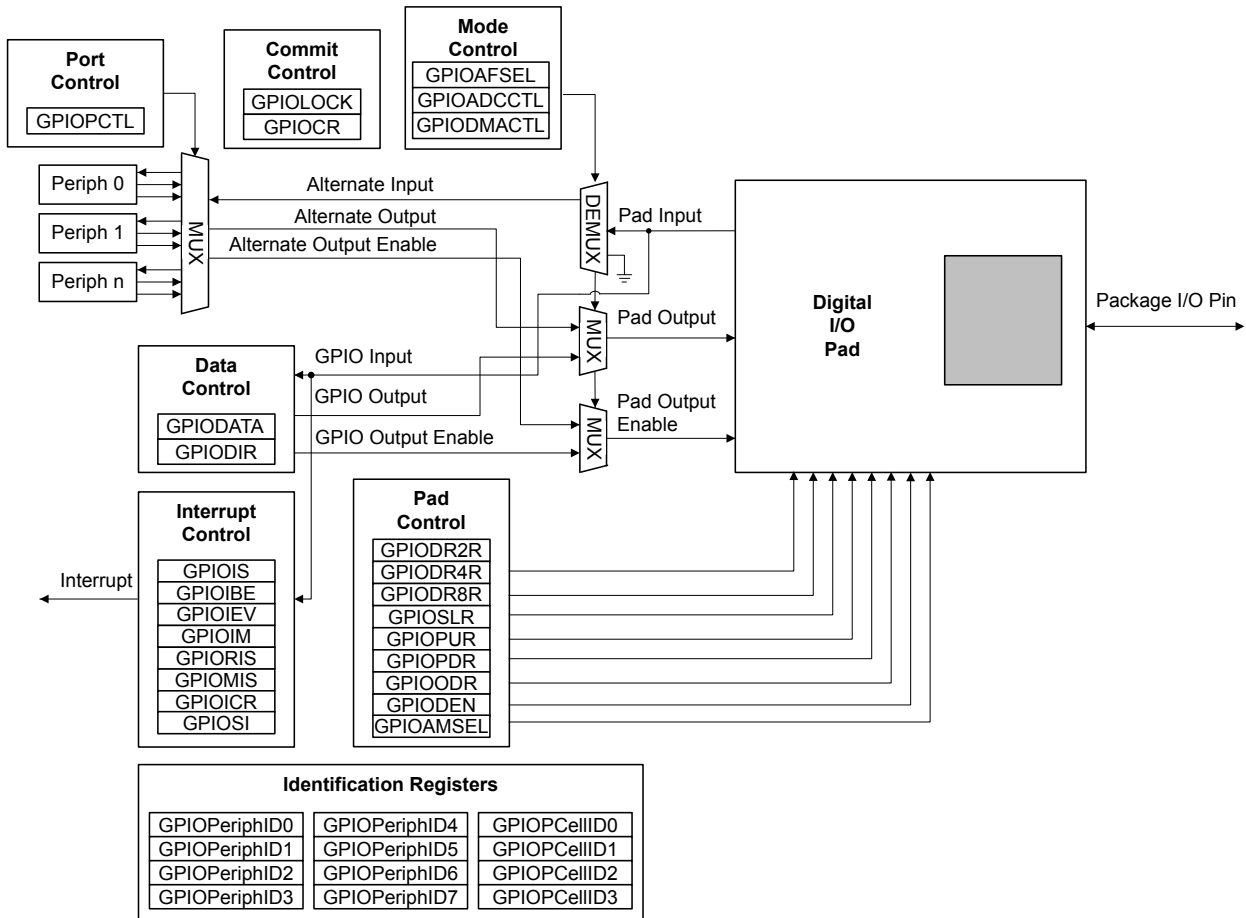 Port
Control
GPIOPCTL
Commit
Control
GPIOLOCK
GPIOCR
Mode
Control
GPIOAFSEL
GPIOADCCTL
GPIODMACTL
Periph 0
Periph 1
Periph n
MUX
Alternate Input
Alternate Output
Alternate Output Enable
DEMUX
Pad Input
MUX
Pad Output
MUX
Pad Output
Enable
Digital
I/O
Pad
Package I/O Pin
Data
Control
GPIODATA
GPIODIR
GPIO Input
GPIO Output
GPIO Output Enable
Interrupt
Control
GPIOIS
GPIOIBE
GPIOIEV
GPIOIM
GPIORIS
GPIOMIS
GPIOICR
GPIOSI
Interrupt
Pad
Control
GPIODR2R
GPIODR4R
GPIODR8R
GPIOSLR
GPIOPUR
GPIOPDR
GPIOODR
GPIODEN
GPIOAMSEL
Identification Registers
GPIOPeriphID0
GPIOPeriphID1
GPIOPeriphID2
GPIOPeriphID3
GPIOPeriphID4
GPIOPeriphID5
GPIOPeriphID6
GPIOPeriphID7
GPIOPCellID0
GPIOPCellID1
GPIOPCellID2
GPIOPCellID3